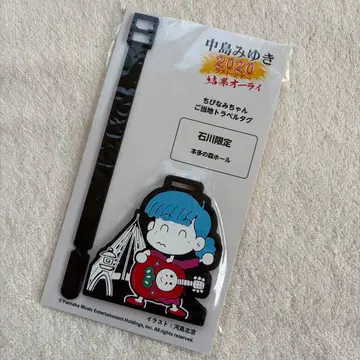 中島みゆき
2020
結果オーライ
ちびなみちゃん
ご当地トラベルタグ
石川限定
本多の森ホール
©Yamaha Music Entertainment Holdings, Inc. All rights reserved.
イラスト：河島北京